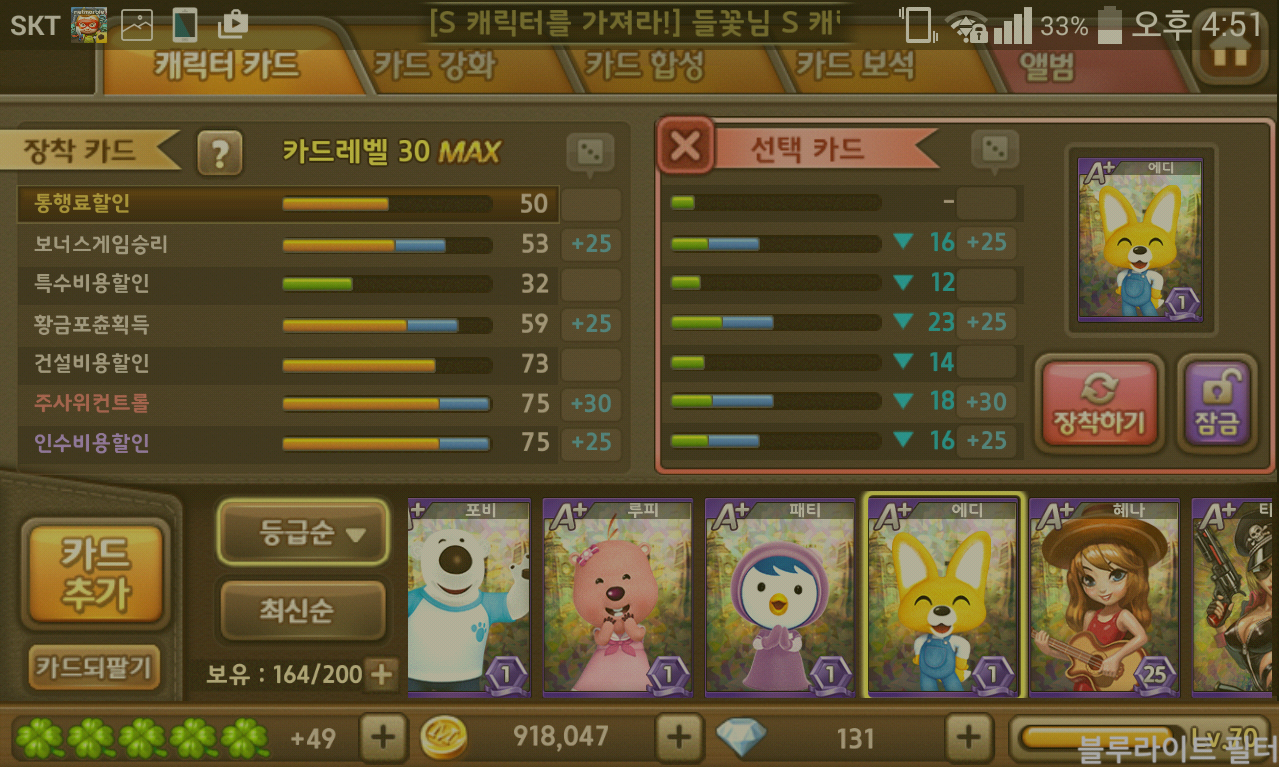 SKT 33% 오후 4:51
[S 캐릭터를 가져라!] 들꽃님 S 캐
캐릭터 카드 카드 강화 카드 합성 카드 보석 앨범
장착 카드 ? 카드레벨 30 MAX
통행료할인 50
보너스게임승리 53 +25
특수비용할인 32
황금포츈획득 59 +25
건설비용할인 73
주사위컨트롤 75 +30
인수비용할인 75 +25
선택 카드
-
▼ 16 +25
▼ 12
▼ 23 +25
▼ 14
▼ 18 +30
▼ 16 +25
A+ 에디
1
장착하기 잠금
카드
추가
카드되팔기
등급순 ▼
최신순
보유 : 164/200 +
A+ 포비 1
A+ 루피 1
A+ 패티 1
A+ 에디 1
A+ 헤나 25
A+ 티
+49 + 918,047 + 131 + Lv.70
블루라이트 필터